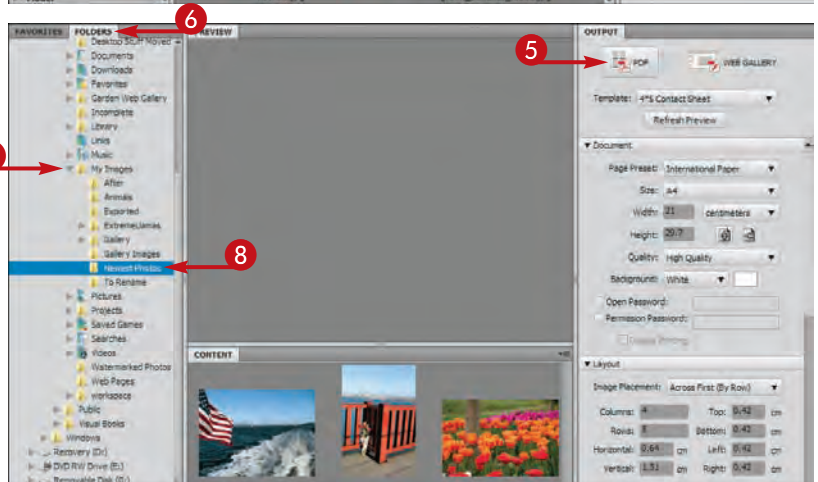 6
FAVORITES FOLDERS
Desktop Stuff Moved
Documents
Downloads
Favorites
Garden Web Gallery
Incomplete
Library
Links
Music
My Images
After
Animals
Exported
ExtremeLlamas
Gallery
Gallery Images
Newest Photos
8
To Rename
Pictures
Projects
Saved Games
Searches
Videos
Watermarked Photos
Web Pages
workspace
Public
Visual Books
Windows
Recovery (D:)
DVD RW Drive (E:)
Removable Disk (G:)
PREVIEW
CONTENT
OUTPUT
5
PDF
WEB GALLERY
Template: 4*5 Contact Sheet
Refresh Preview
Document
Page Preset: International Paper
Size: A4
Width: 21 centimeters
Height: 29.7
Quality: High Quality
Background: White
Open Password:
Permission Password:
Disable Printing
Layout
Image Placement: Across First (By Row)
Columns: 4 Top: 0.42 cm
Rows: 5 Bottom: 0.42 cm
Horizontal: 0.64 cm Left: 0.42 cm
Vertical: 1.51 cm Right: 0.42 cm